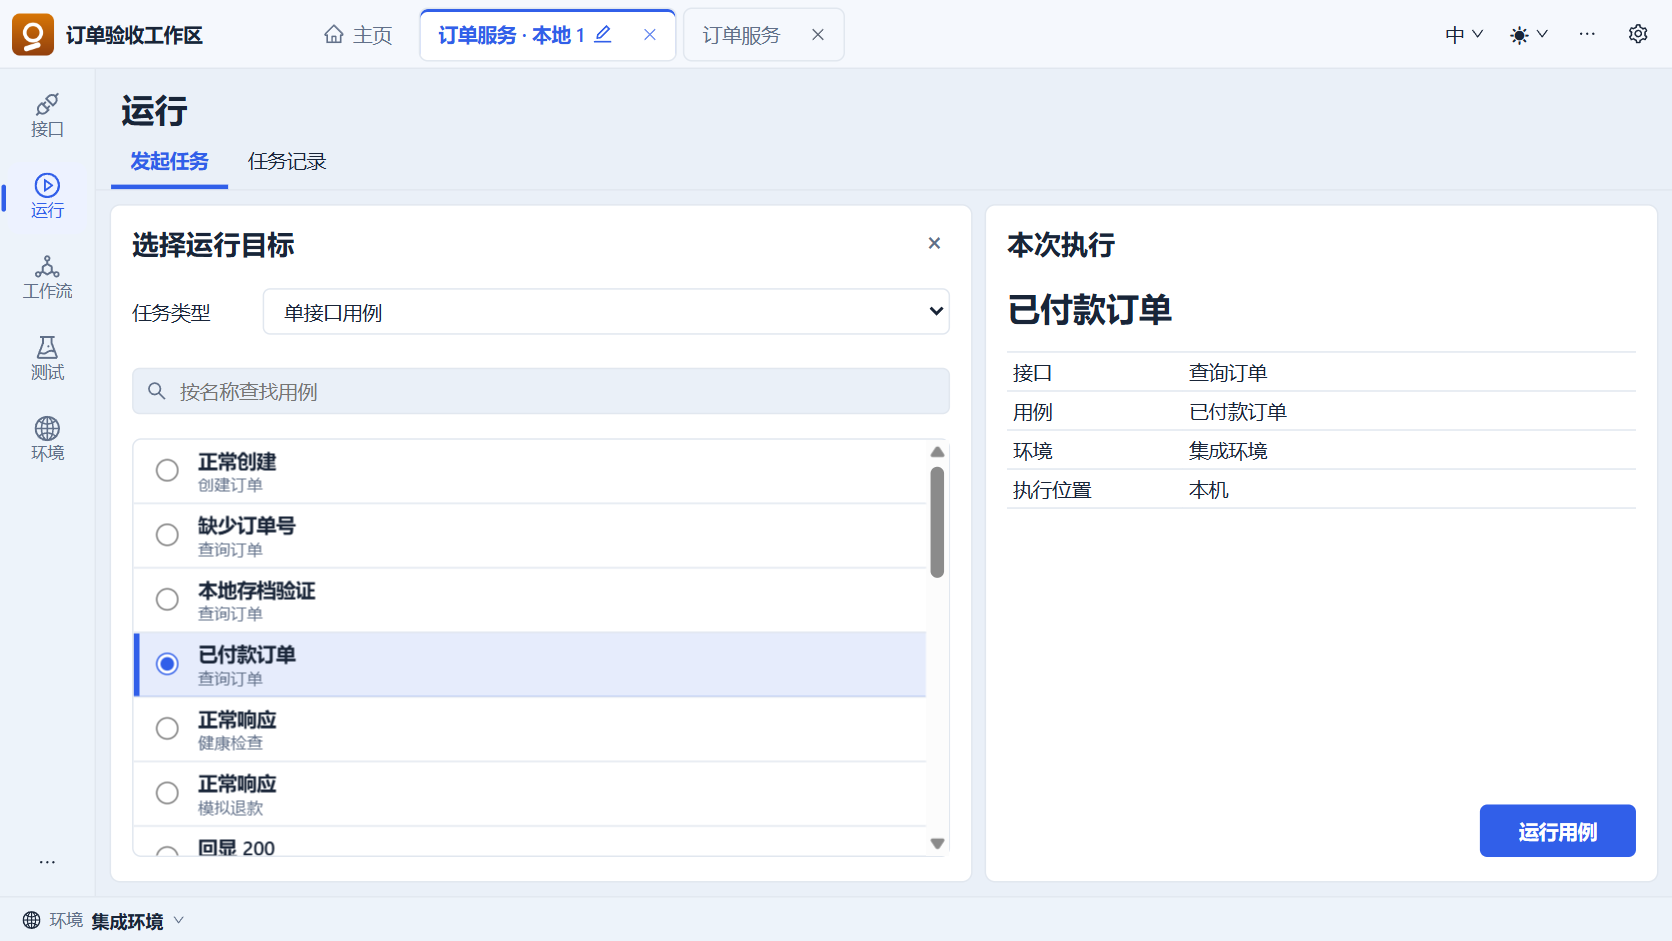 订单验收工作区
主页
订单服务 · 本地 1
订单服务
中
接口
运行
工作流
测试
环境
运行
发起任务
任务记录
选择运行目标
任务类型
单接口用例
按名称查找用例
正常创建
创建订单
缺少订单号
查询订单
本地存档验证
查询订单
已付款订单
查询订单
正常响应
健康检查
正常响应
模拟退款
回显 200
本次执行
已付款订单
接口 查询订单
用例 已付款订单
环境 集成环境
执行位置 本机
运行用例
环境 集成环境